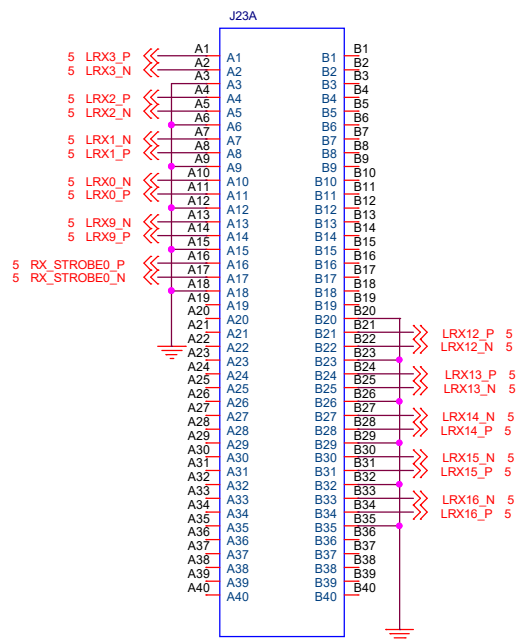 J23A
5 LRX3_P A1 A1 B1 B1
5 LRX3_N A2 A2 B2 B2
A3 A3 B3 B3
5 LRX2_P A4 A4 B4 B4
5 LRX2_N A5 A5 B5 B5
A6 A6 B6 B6
5 LRX1_N A7 A7 B7 B7
5 LRX1_P A8 A8 B8 B8
A9 A9 B9 B9
5 LRX0_N A10 A10 B10 B10
5 LRX0_P A11 A11 B11 B11
A12 A12 B12 B12
5 LRX9_N A13 A13 B13 B13
5 LRX9_P A14 A14 B14 B14
A15 A15 B15 B15
5 RX_STROBE0_P A16 A16 B16 B16
5 RX_STROBE0_N A17 A17 B17 B17
A18 A18 B18 B18
A19 A19 B19 B19
A20 A20 B20 B20
A21 A21 B21 B21 LRX12_P 5
A22 A22 B22 B22 LRX12_N 5
A23 A23 B23 B23
A24 A24 B24 B24 LRX13_P 5
A25 A25 B25 B25 LRX13_N 5
A26 A26 B26 B26
A27 A27 B27 B27 LRX14_N 5
A28 A28 B28 B28 LRX14_P 5
A29 A29 B29 B29
A30 A30 B30 B30 LRX15_N 5
A31 A31 B31 B31 LRX15_P 5
A32 A32 B32 B32
A33 A33 B33 B33 LRX16_N 5
A34 A34 B34 B34 LRX16_P 5
A35 A35 B35 B35
A36 A36 B36 B36
A37 A37 B37 B37
A38 A38 B38 B38
A39 A39 B39 B39
A40 A40 B40 B40